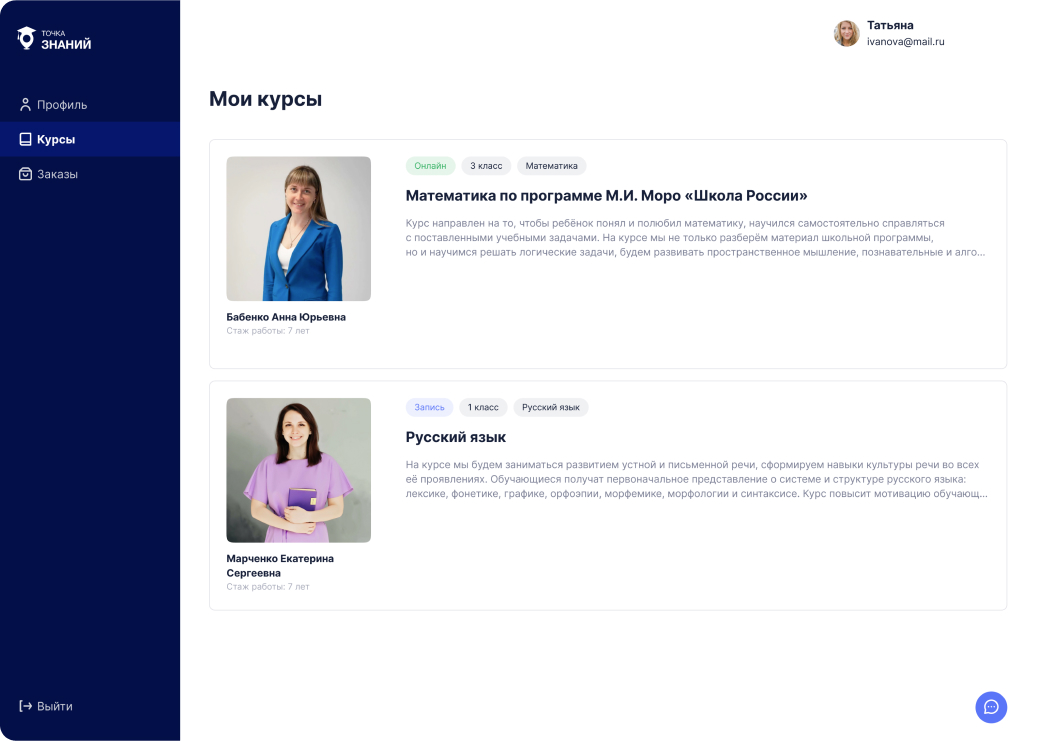 ТОЧКА
ЗНАНИЙ
Профиль
Курсы
Заказы
Выйти
Татьяна
ivanova@mail.ru
Мои курсы
Бабенко Анна Юрьевна
Стаж работы: 7 лет
Онлайн
3 класс
Математика
Математика по программе М.И. Моро «Школа России»
Курс направлен на то, чтобы ребёнок понял и полюбил математику, научился самостоятельно справляться
с поставленными учебными задачами. На курсе мы не только разберём материал школьной программы,
но и научимся решать логические задачи, будем развивать пространственное мышление, познавательные и алго...
Марченко Екатерина
Сергеевна
Стаж работы: 7 лет
Запись
1 класс
Русский язык
Русский язык
На курсе мы будем заниматься развитием устной и письменной речи, сформируем навыки культуры речи во всех
её проявлениях. Обучающиеся получат первоначальное представление о системе и структуре русского языка:
лексике, фонетике, графике, орфоэпии, морфемике, морфологии и синтаксисе. Курс повысит мотивацию обучающ...